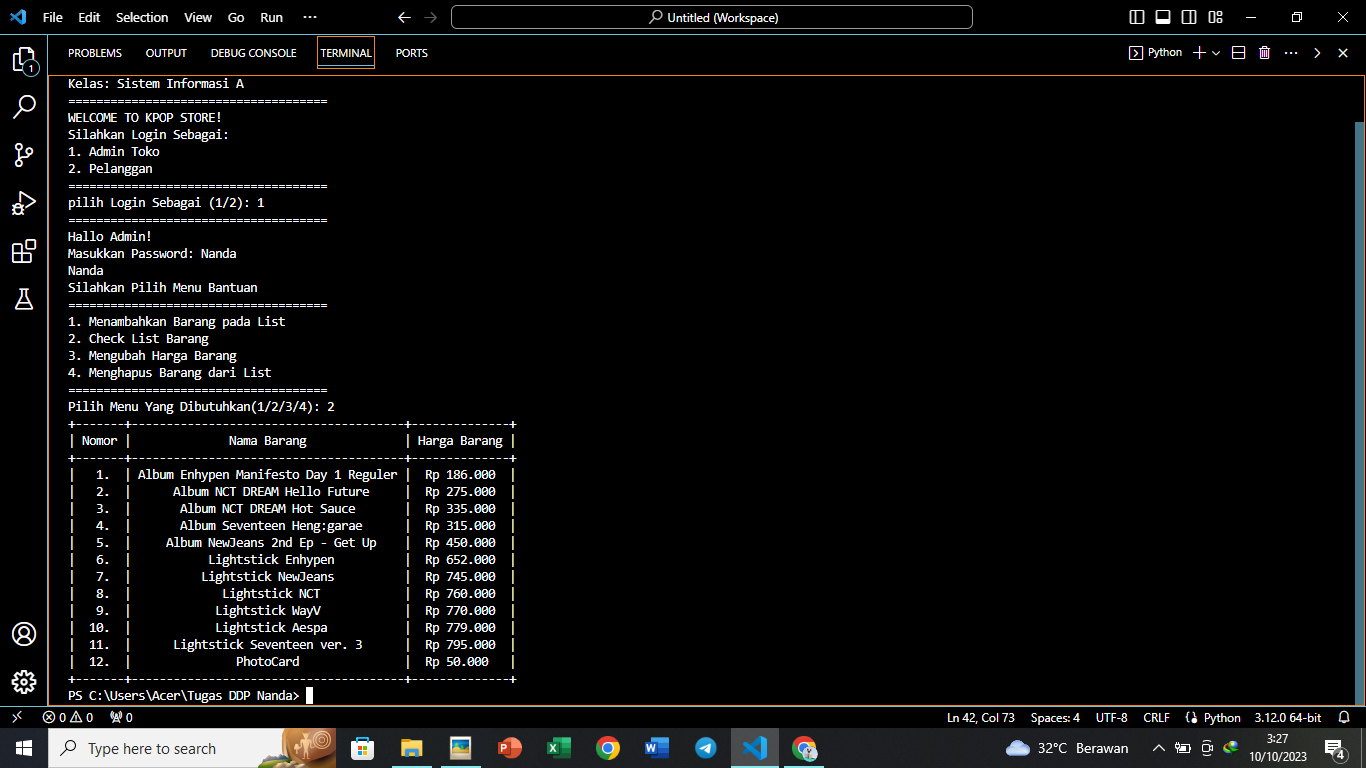 File Edit Selection View Go Run ··· Untitled (Workspace)
1
PROBLEMS OUTPUT DEBUG CONSOLE TERMINAL PORTS Python
Kelas: Sistem Informasi A
=====================================
WELCOME TO KPOP STORE!
Silahkan Login Sebagai:
1. Admin Toko
2. Pelanggan
=====================================
pilih Login Sebagai (1/2): 1
=====================================
Hallo Admin!
Masukkan Password: Nanda
Nanda
Silahkan Pilih Menu Bantuan
=====================================
1. Menambahkan Barang pada List
2. Check List Barang
3. Mengubah Harga Barang
4. Menghapus Barang dari List
=====================================
Pilih Menu Yang Dibutuhkan(1/2/3/4): 2
+-------+---------------------------------------+--------------+
| Nomor | Nama Barang | Harga Barang |
+-------+---------------------------------------+--------------+
| 1. | Album Enhypen Manifesto Day 1 Reguler | Rp 186.000 |
| 2. | Album NCT DREAM Hello Future | Rp 275.000 |
| 3. | Album NCT DREAM Hot Sauce | Rp 335.000 |
| 4. | Album Seventeen Heng:garae | Rp 315.000 |
| 5. | Album NewJeans 2nd Ep - Get Up | Rp 450.000 |
| 6. | Lightstick Enhypen | Rp 652.000 |
| 7. | Lightstick NewJeans | Rp 745.000 |
| 8. | Lightstick NCT | Rp 760.000 |
| 9. | Lightstick WayV | Rp 770.000 |
| 10. | Lightstick Aespa | Rp 779.000 |
| 11. | Lightstick Seventeen ver. 3 | Rp 795.000 |
| 12. | PhotoCard | Rp 50.000 |
+-------+---------------------------------------+--------------+
PS C:\Users\Acer\Tugas DDP Nanda>
0 0 0 Ln 42, Col 73 Spaces: 4 UTF-8 CRLF Python 3.12.0 64-bit
Type here to search 32°C Berawan 3:27
10/10/2023 4